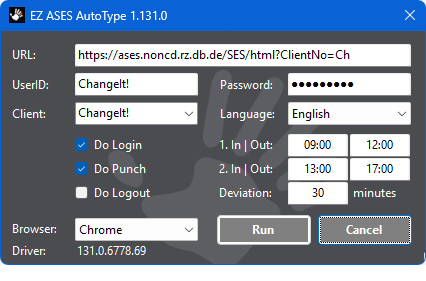 EZ ASES AutoType 1.131.0
URL: https://ases.noncd.rz.db.de/SES/html?ClientNo=Ch
UserID: ChangeIt! Password: ●●●●●●●●●
Client: ChangeIt! Language: English
Do Login 1. In | Out: 09:00 12:00
Do Punch 2. In | Out: 13:00 17:00
Do Logout Deviation: 30 minutes
Browser: Chrome Run Cancel
Driver: 131.0.6778.69